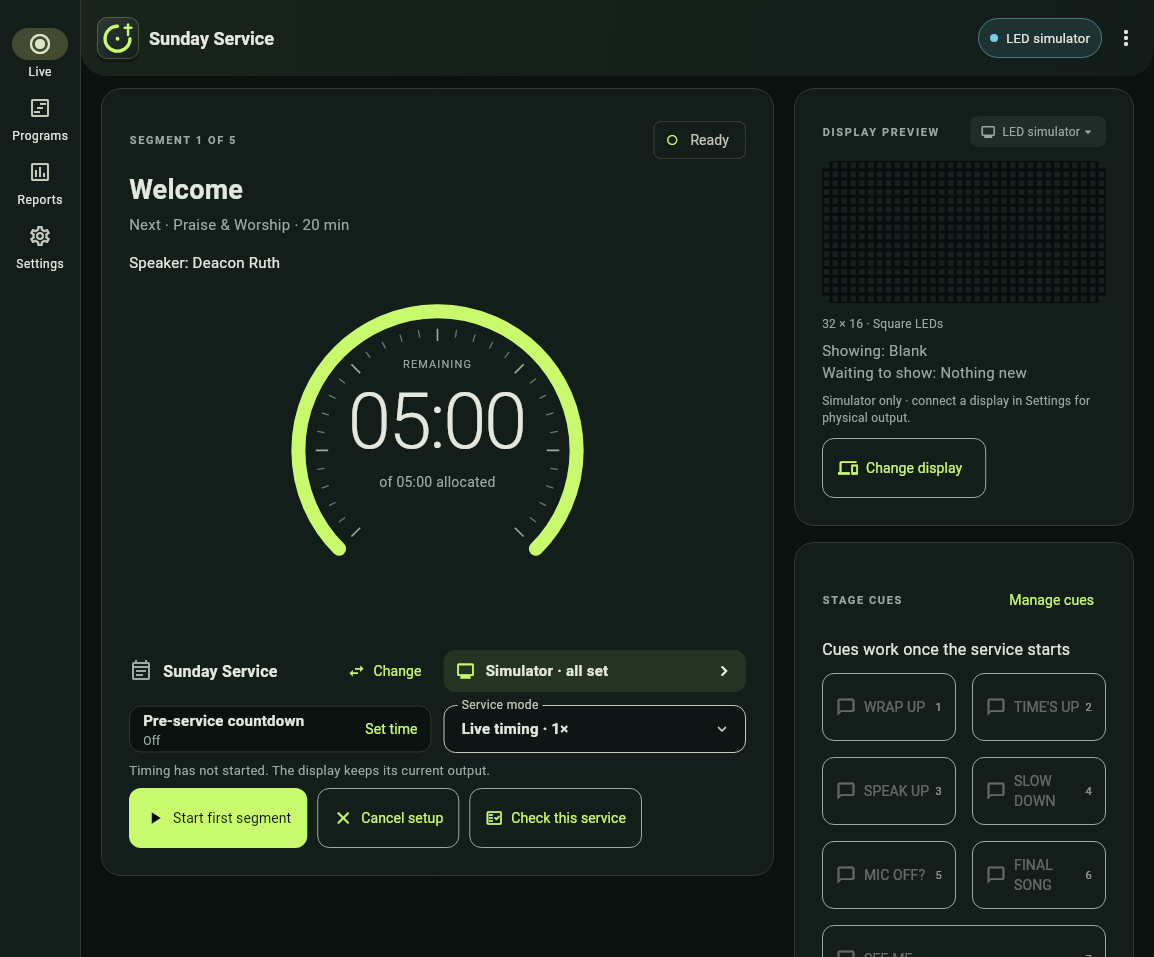 Sunday Service
LED simulator
Live
Programs
Reports
Settings
SEGMENT 1 OF 5
Ready
Welcome
Next · Praise & Worship · 20 min
Speaker: Deacon Ruth
REMAINING
05:00
of 05:00 allocated
Sunday Service
Change
Simulator · all set
Pre-service countdown
Off
Set time
Service mode
Live timing · 1×
Timing has not started. The display keeps its current output.
Start first segment
Cancel setup
Check this service
DISPLAY PREVIEW
LED simulator
32 × 16 · Square LEDs
Showing: Blank
Waiting to show: Nothing new
Simulator only · connect a display in Settings for
physical output.
Change display
STAGE CUES
Manage cues
Cues work once the service starts
WRAP UP 1
TIME'S UP 2
SPEAK UP 3
SLOW
DOWN
4
MIC OFF? 5
FINAL
SONG
6